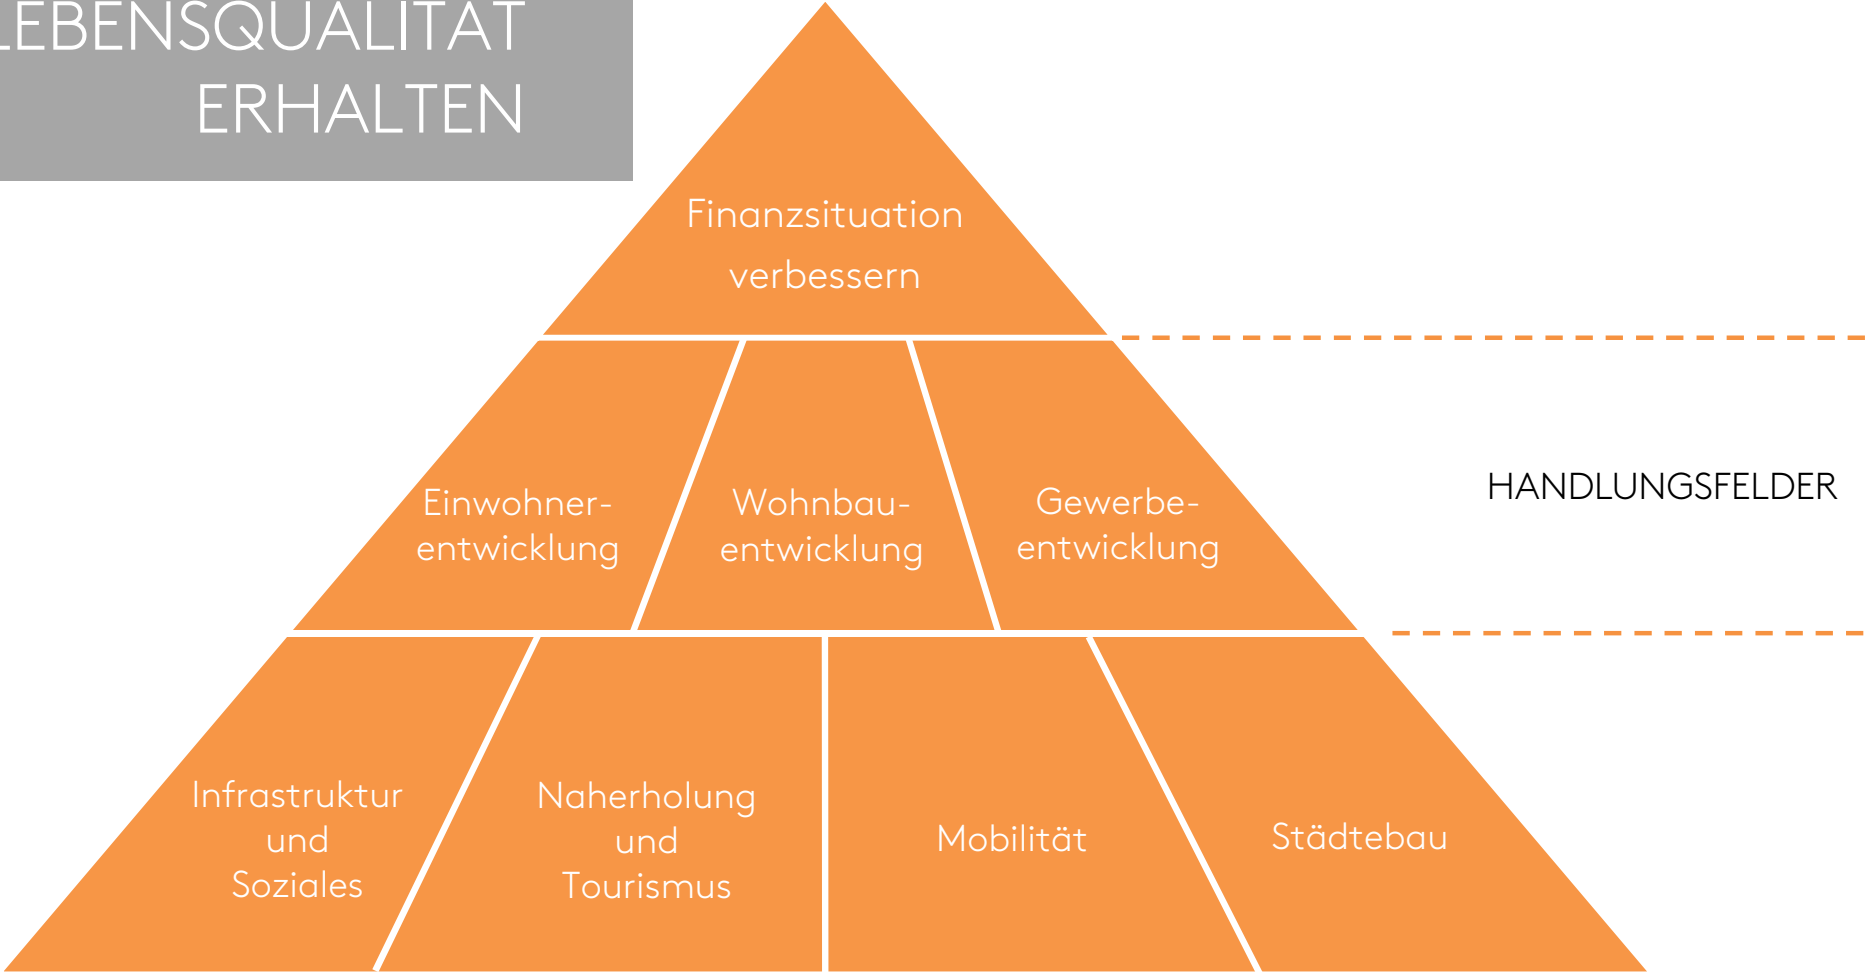 LEBENSQUALITÄT
ERHALTEN
Finanzsituation
verbessern
Einwohner-
entwicklung
Wohnbau-
entwicklung
Gewerbe-
entwicklung
HANDLUNGSFELDER
Infrastruktur
und
Soziales
Naherholung
und
Tourismus
Mobilität
Städtebau